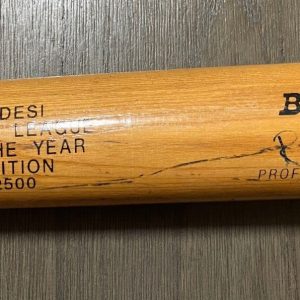 DESI
LEAGUE
HE YEAR
ITION
2500
B
PROF